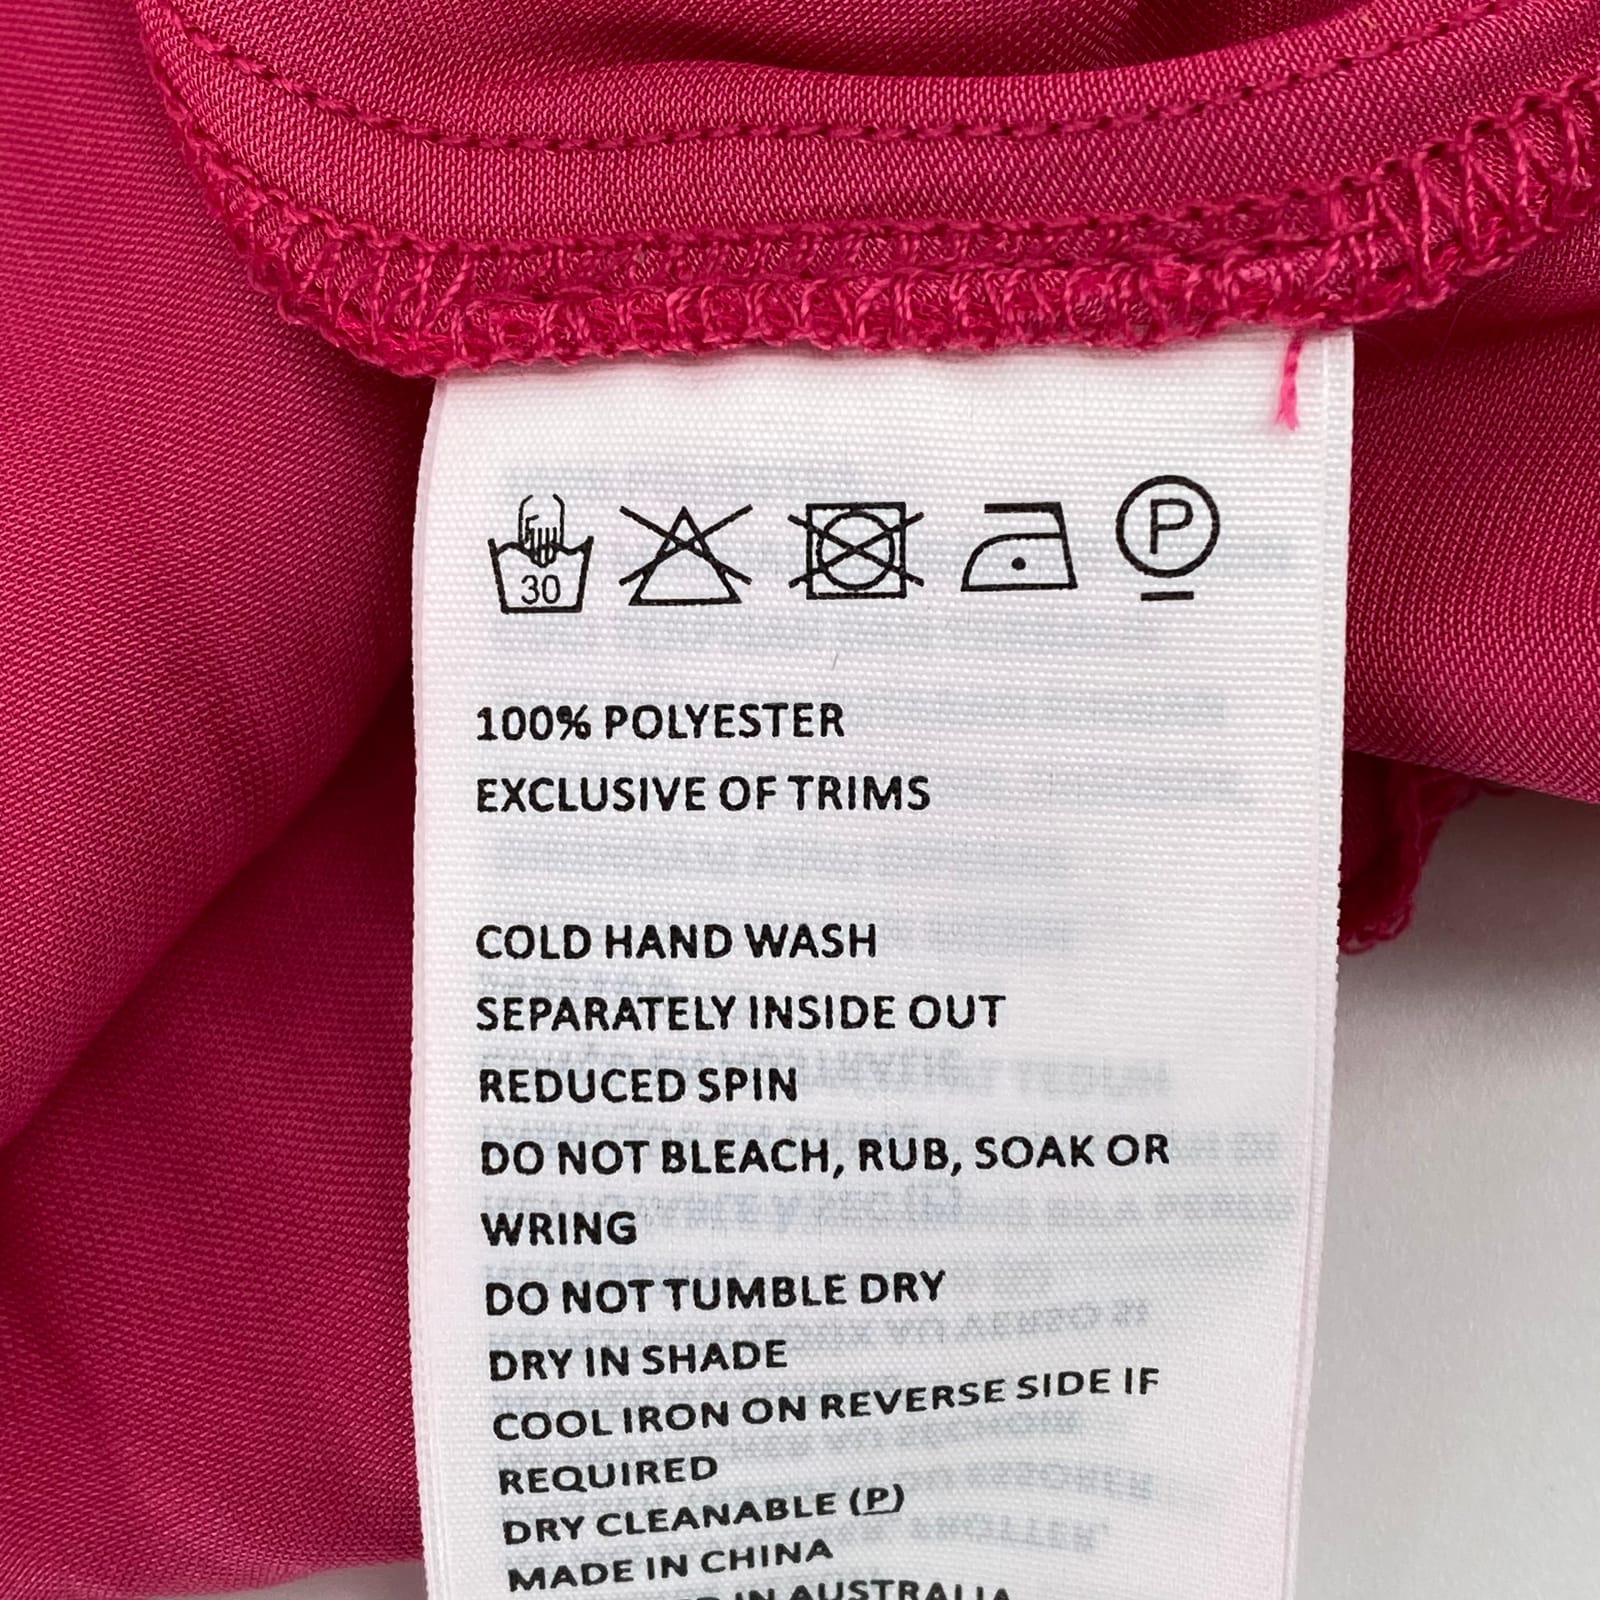 30 P
100% POLYESTER
EXCLUSIVE OF TRIMS
COLD HAND WASH
SEPARATELY INSIDE OUT
REDUCED SPIN
DO NOT BLEACH, RUB, SOAK OR
WRING
DO NOT TUMBLE DRY
DRY IN SHADE
COOL IRON ON REVERSE SIDE IF
REQUIRED
DRY CLEANABLE (P)
MADE IN CHINA
IN AUSTRALIA